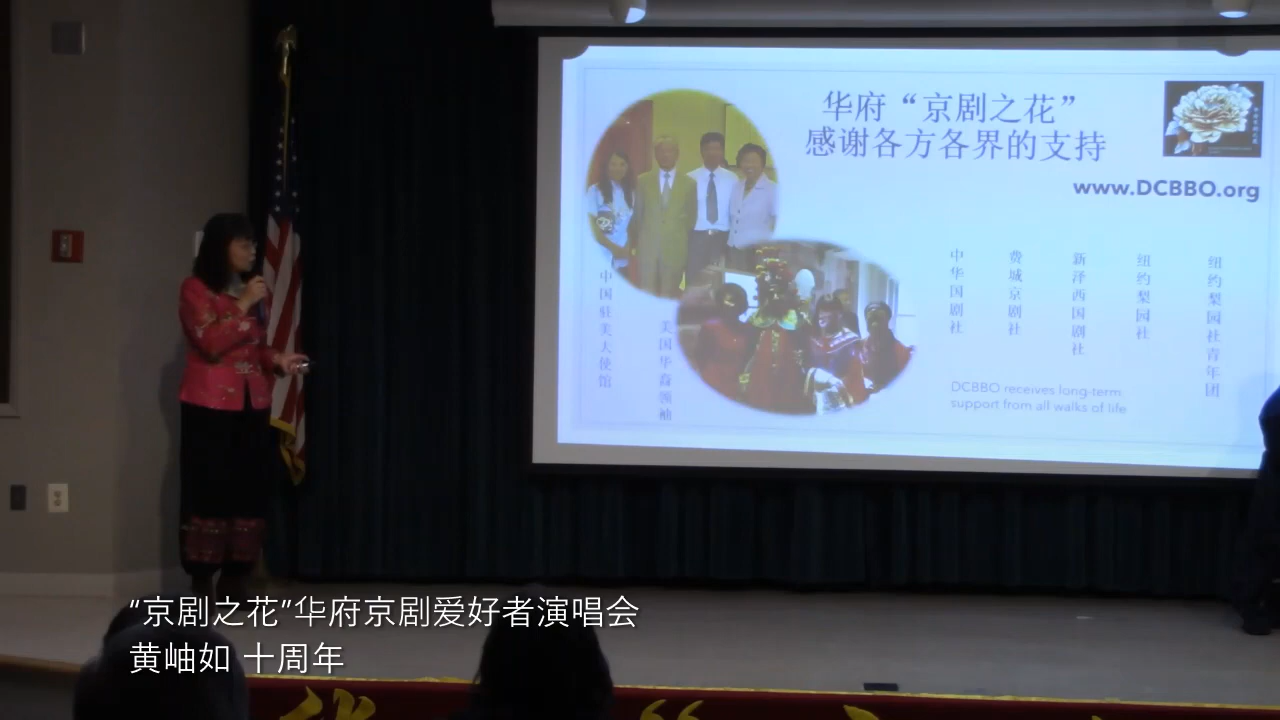 华府“京剧之花”
感谢各方各界的支持
www.DCBBO.org
中国驻美大使馆
美国华裔领袖
中华国剧社
费城京剧社
新泽西国剧社
纽约梨园社
纽约梨园社青年团
DCBBO receives long-term
support from all walks of life
“京剧之花”华府京剧爱好者演唱会
黄岫如 十周年